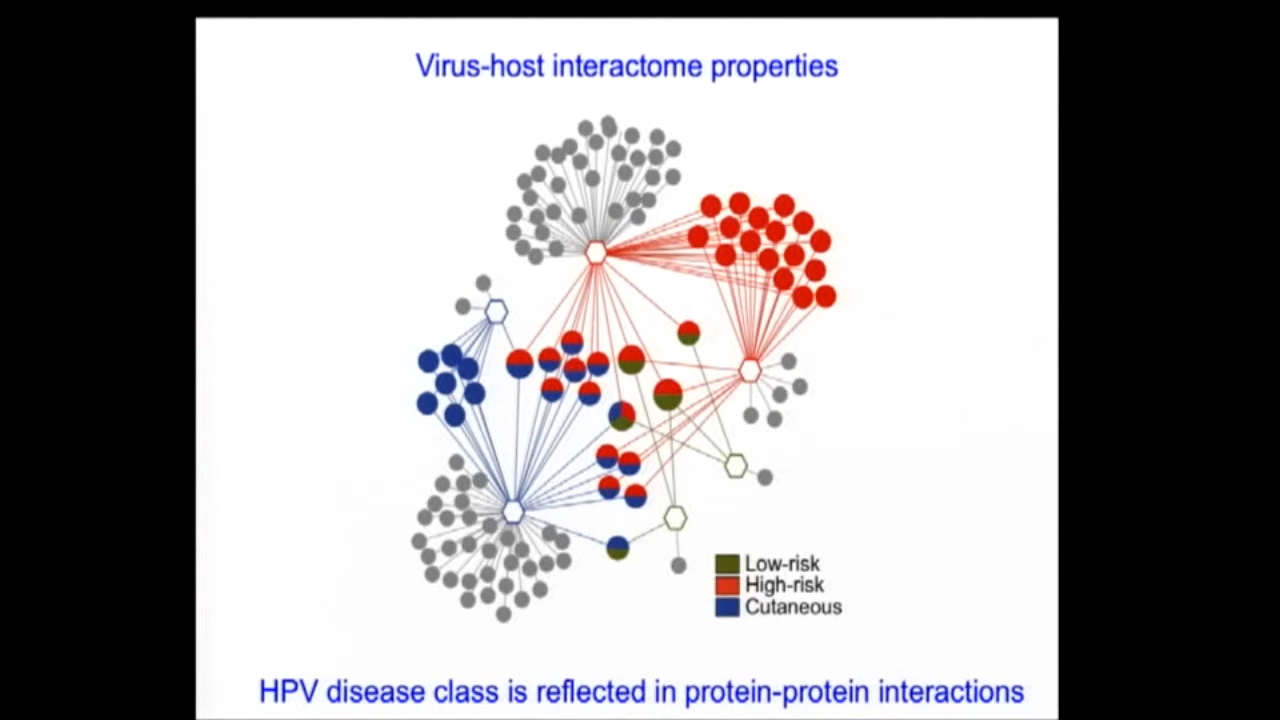 Virus-host interactome properties
Low-risk
High-risk
Cutaneous
HPV disease class is reflected in protein-protein interactions